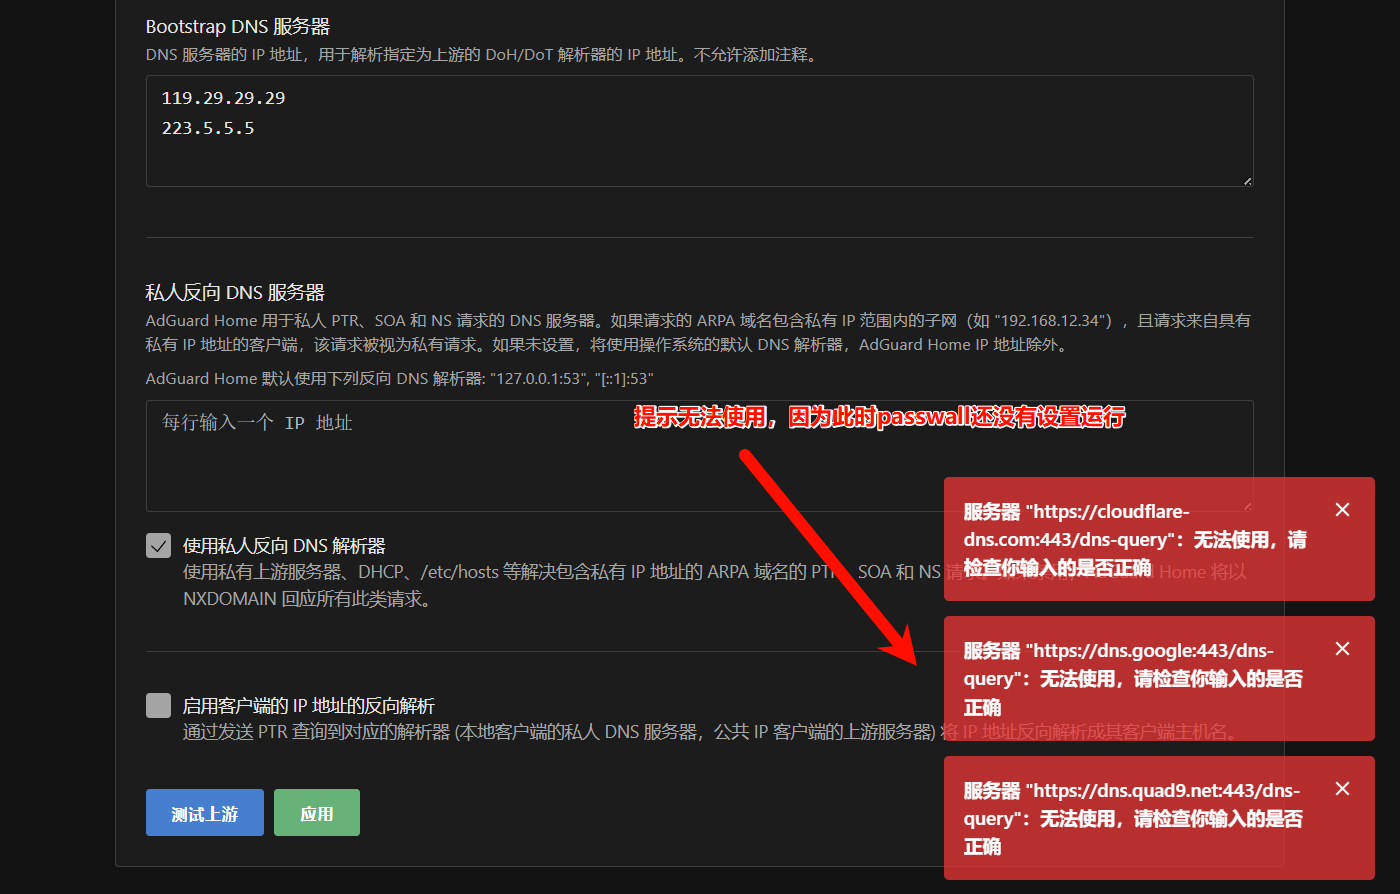 Bootstrap DNS 服务器
DNS 服务器的 IP 地址，用于解析指定为上游的 DoH/DoT 解析器的 IP 地址。不允许添加注释。
119.29.29.29
223.5.5.5
私人反向 DNS 服务器
AdGuard Home 用于私人 PTR、SOA 和 NS 请求的 DNS 服务器。如果请求的 ARPA 域名包含私有 IP 范围内的子网（如 "192.168.12.34"），且请求来自具有
私有 IP 地址的客户端，该请求被视为私有请求。如果未设置，将使用操作系统的默认 DNS 解析器，AdGuard Home IP 地址除外。
AdGuard Home 默认使用下列反向 DNS 解析器: "127.0.0.1:53", "[::1]:53"
每行输入一个 IP 地址
提示无法使用，因为此时passwall还没有设置运行
服务器 "https://cloudflare-
dns.com:443/dns-query"：无法使用，请
检查你输入的是否正确
使用私人反向 DNS 解析器
使用私有上游服务器、DHCP、/etc/hosts 等解决包含私有 IP 地址的 ARPA 域名的 PTR、SOA 和 NS Home 将以
NXDOMAIN 回应所有此类请求。
服务器 "https://dns.google:443/dns-
query"：无法使用，请检查你输入的是否
正确
启用客户端的 IP 地址的反向解析
通过发送 PTR 查询到对应的解析器 (本地客户端的私人 DNS 服务器，公共 IP 客户端的上游服务器) 将 IP 地址反向解析成其客户端主机名。
服务器 "https://dns.quad9.net:443/dns-
query"：无法使用，请检查你输入的是否
正确
测试上游
应用